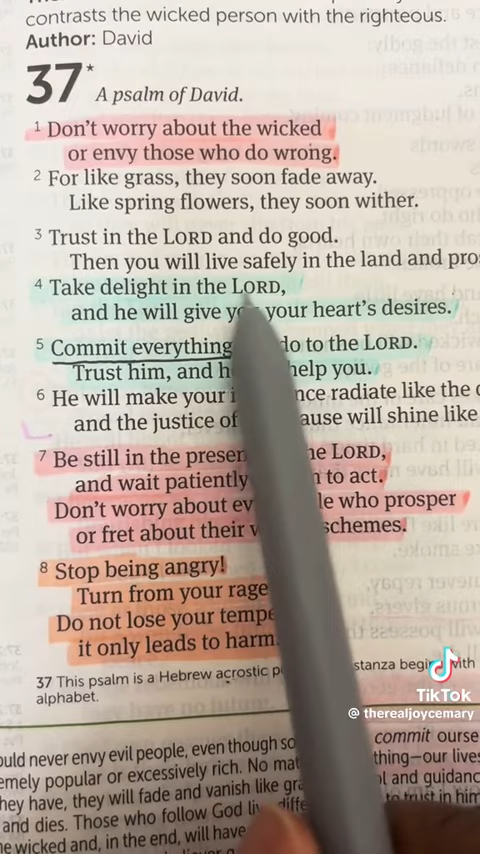 contrasts the wicked person with the righteous.
Author: David
37*
A psalm of David.
1 Don't worry about the wicked
or envy those who do wrong.
2 For like grass, they soon fade away.
Like spring flowers, they soon wither.
3 Trust in the LORD and do good.
Then you will live safely in the land and pro
4 Take delight in the LORD,
and he will give your heart's desires.
5 Commit everything do to the LORD.
Trust him, and help you.
6 He will make your nce radiate like the
and the justice of ause will shine like
7 Be still in the presen he LORD,
and wait patiently to act.
Don't worry about ev le who prosper
or fret about their schemes.
8 Stop being angry!
Turn from your rage
Do not lose your tempe
it only leads to harm.
37 This psalm is a Hebrew acrostic p stanza begi with
alphabet.
TikTok
@ therealjoycemary
ould never envy evil people, even though so commit ourse
emely popular or excessively rich. No mat thing—our lives
hey have, they will fade and vanish like gra l and guidanc
and dies. Those who follow God liv diffe to trust in him
he wicked and, in the end, will have